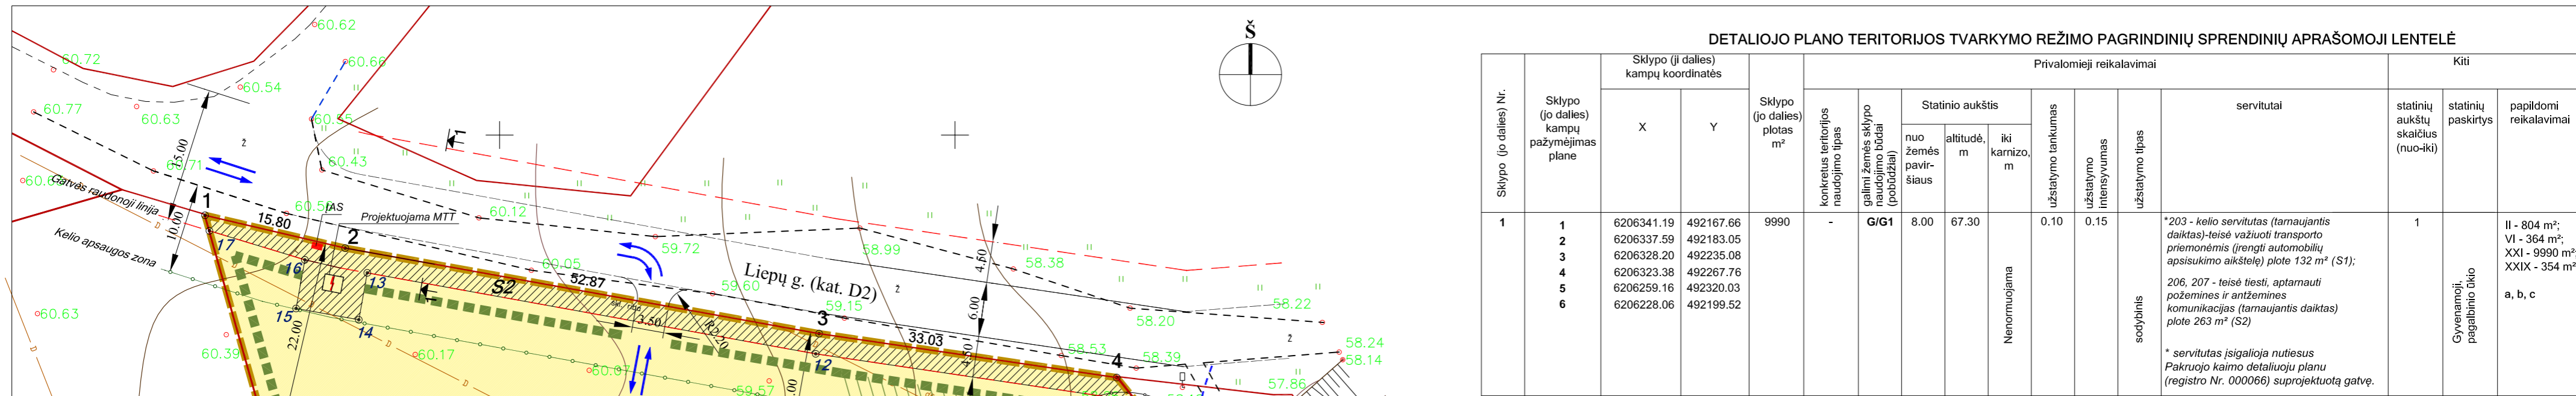 60.62
Š
60.72
60.66
60.54
60.77
60.63
60.55
15.00
2
1
60.43
60.71
Gatvės raudonoji linija
1
15.80
60.50
IAS
Projektuojama MTT
60.12
10.00
17
2
59.72
58.99
4.50
58.38
Kelio apsaugos zona
16
13
60.05
52.87
Liepų g. (kat. D2)
2
58.22
S2
1
59.60
59.15
6.00
58.20
60.63
15
14
3.50
R2.20
3
33.03
2
22.00
60.39
60.17
60.07
12
4.50
58.53
58.39
58.24
58.14
4
59.57
57.86
DETALIOJO PLANO TERITORIJOS TVARKYMO REŽIMO PAGRINDINIŲ SPRENDINIŲ APRAŠOMOJI LENTELĖ
Sklypo (jo dalies) Nr.
Sklypo
(jo dalies)
kampų
pažymėjimas
plane
Sklypo (ji dalies)
kampų koordinatės
X
Y
Sklypo
(jo dalies)
plotas
m²
Privalomieji reikalavimai
konkretus teritorijos
naudojimo tipas
galimi žemės sklypo
naudojimo būdai
(pobūdžiai)
Statinio aukštis
nuo
žemės
pavir-
šiaus
altitudė,
m
iki
karnizo,
m
užstatymo tankumas
užstatymo
intensyvumas
užstatymo tipas
servitutai
Kiti
statinių
aukštų
skaičius
(nuo-iki)
statinių
paskirtys
papildomi
reikalavimai
1
1 6206341.19 492167.66
2 6206337.59 492183.05
3 6206328.20 492235.08
4 6206323.38 492267.76
5 6206259.16 492320.03
6 6206228.06 492199.52
9990
-
G/G1
8.00
67.30
Nenormuojama
0.10
0.15
sodybinis
*203 - kelio servitutas (tarnaujantis
daiktas)-teisė važiuoti transporto
priemonėmis (įrengti automobilių
apsisukimo aikštelę) plote 132 m² (S1);
206, 207 - teisė tiesti, aptarnauti
požemines ir antžemines
komunikacijas (tarnaujantis daiktas)
plote 263 m² (S2)
* servitutas įsigalioja nutiesus
Pakruojo kaimo detaliuoju planu
(registro Nr. 000066) suprojektuotą gatvę.
1
Gyvenamoji,
pagalbinio ūkio
II - 804 m²;
VI - 364 m²;
XXI - 9990 m²;
XXIX - 354 m²
a, b, c